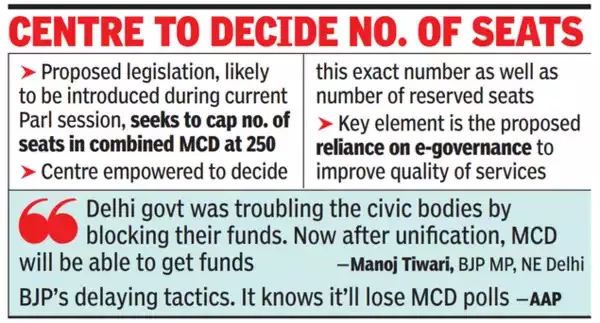 CENTRE TO DECIDE NO. OF SEATS
➤ Proposed legislation, likely
to be introduced during current
Parl session, seeks to cap no. of
seats in combined MCD at 250
➤ Centre empowered to decide
this exact number as well as
number of reserved seats
➤ Key element is the proposed
reliance on e-governance to
improve quality of services
❝ Delhi govt was troubling the civic bodies by
blocking their funds. Now after unification, MCD
will be able to get funds —Manoj Tiwari, BJP MP, NE Delhi
BJP's delaying tactics. It knows it'll lose MCD polls —AAP